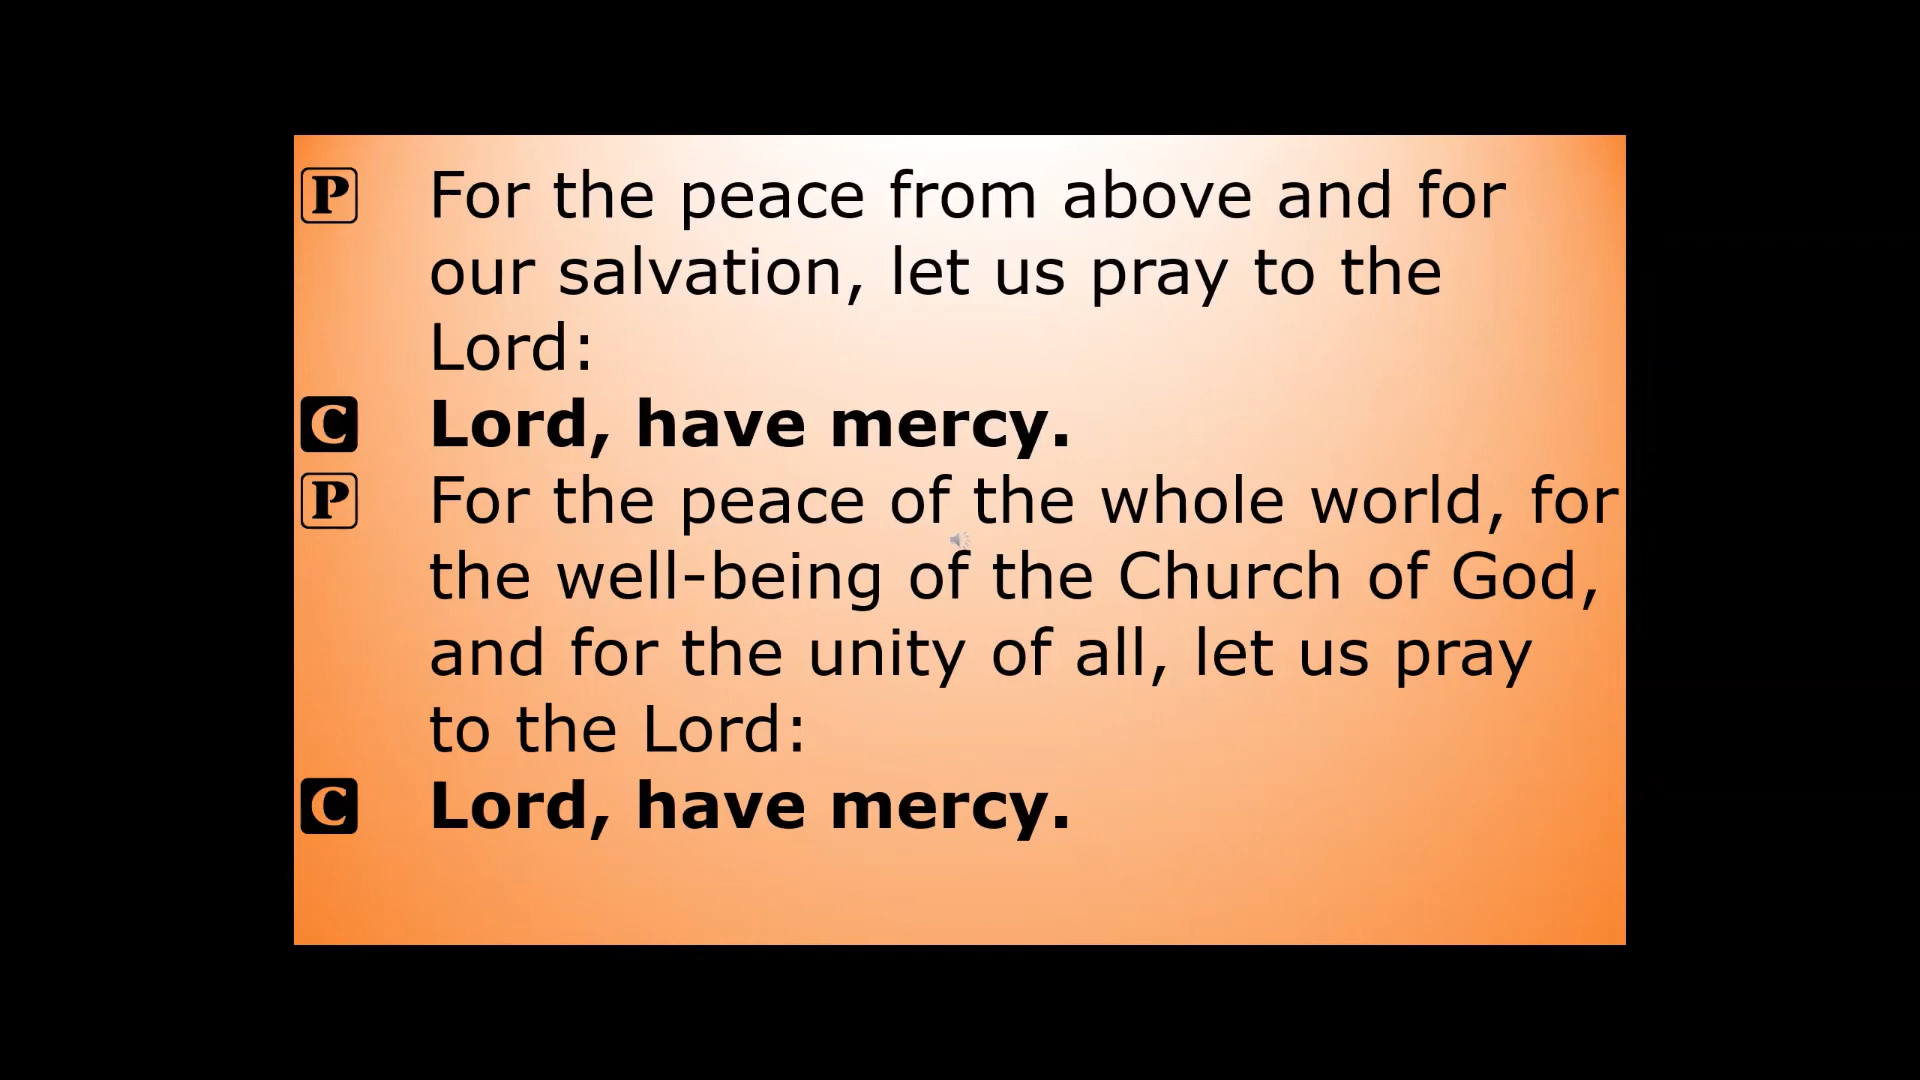 P For the peace from above and for
our salvation, let us pray to the
Lord:
C Lord, have mercy.
P For the peace of the whole world, for
the well-being of the Church of God,
and for the unity of all, let us pray
to the Lord:
C Lord, have mercy.